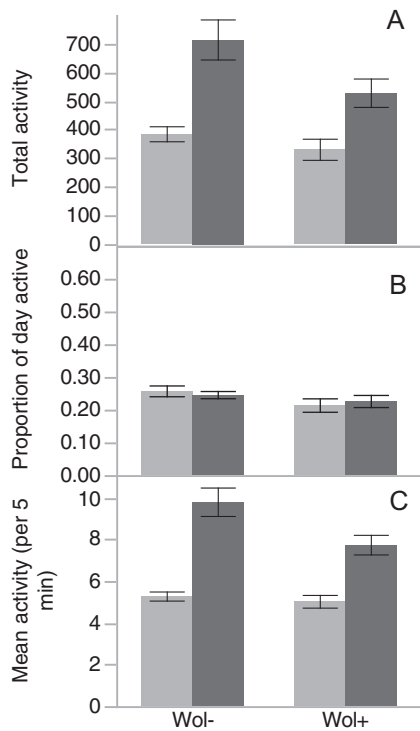 A
Total activity
700
600
500
400
300
200
100
0
B
Proportion of day active
0.60
0.50
0.40
0.30
0.20
0.10
0.00
C
Mean activity (per 5
min)
10
8
6
4
2
0
Wol-
Wol+